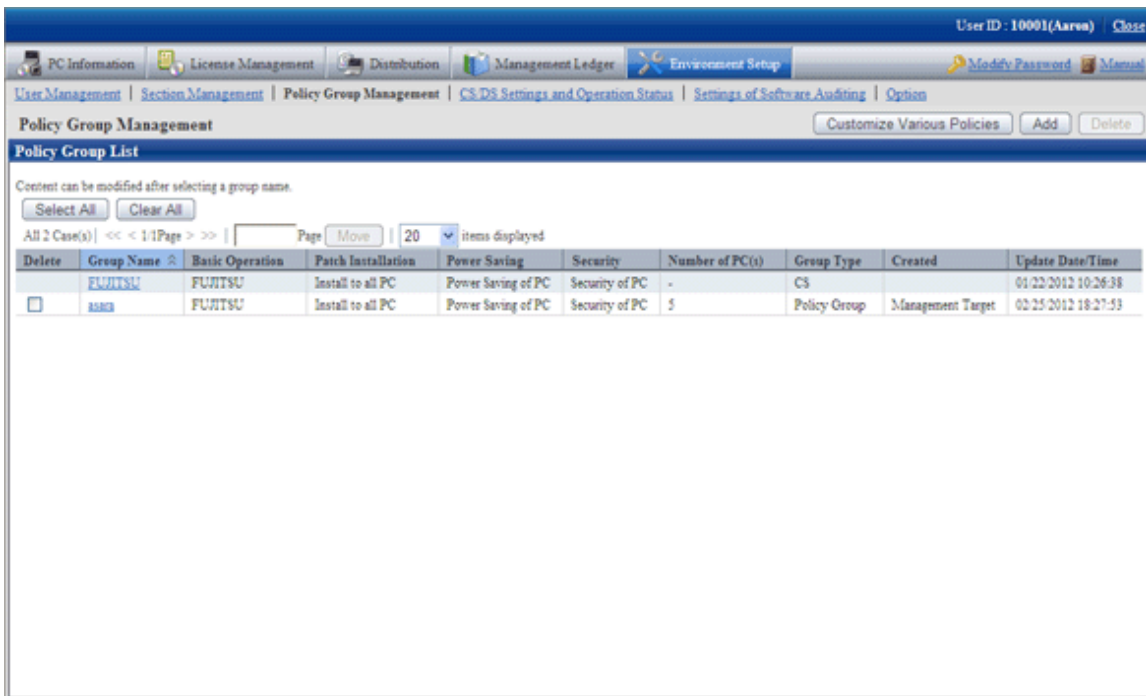 User ID : 10001(Aaron) Close
PC Information License Management Distribution Management Ledger Environment Setup Modify Password Manual
User Management | Section Management | Policy Group Management | CS/DS Settings and Operation Status | Settings of Software Auditing | Option
Policy Group Management Customize Various Policies Add Delete
Policy Group List
Content can be modified after selecting a group name.
Select All Clear All
All 2 Case(s)| << < 1/1Page > >> | Page Move | 20 items displayed
Delete Group Name Basic Operation Patch Installation Power Saving Security Number of PC(s) Group Type Created Update Date/Time
FUJITSU FUJITSU Install to all PC Power Saving of PC Security of PC - CS 01/22/2012 10:26:38
FUJITSU Install to all PC Power Saving of PC Security of PC 5 Policy Group Management Target 02/25/2012 18:27:53